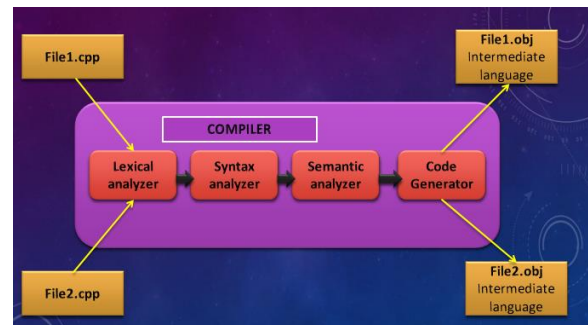 File1.cpp
File1.obj
Intermediate
language
COMPILER
Lexical
analyzer
Syntax
analyzer
Semantic
analyzer
Code
Generator
File2.cpp
File2.obj
Intermediate
language